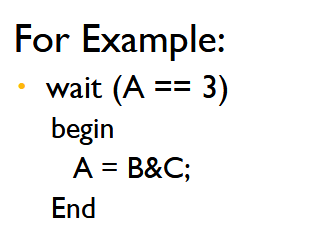 For Example:
• wait (A == 3)
begin
A = B&C;
End